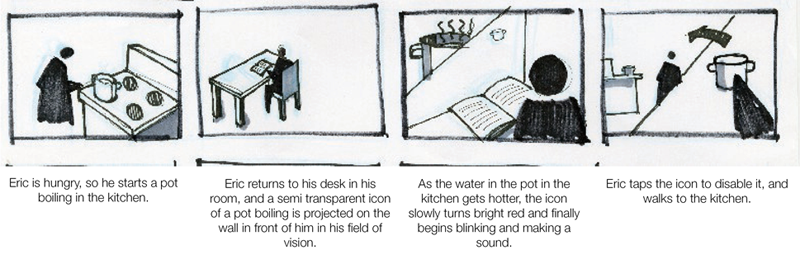 Eric is hungry, so he starts a pot
boiling in the kitchen.
Eric returns to his desk in his
room, and a semi transparent icon
of a pot boiling is projected on the
wall in front of him in his field of
vision.
As the water in the pot in the
kitchen gets hotter, the icon
slowly turns bright red and finally
begins blinking and making a
sound.
Eric taps the icon to disable it, and
walks to the kitchen.